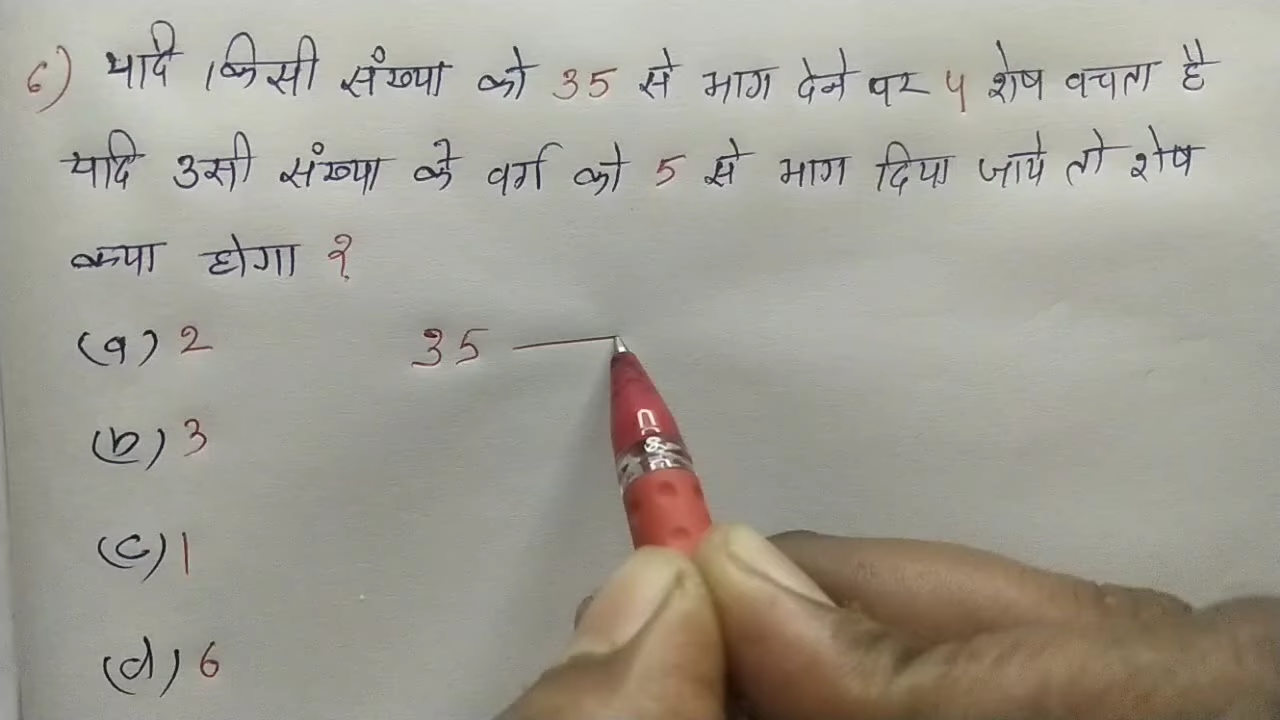 6) यदि किसी संख्या को 35 से भाग देने पर 4 शेष बचता है
यदि उसी संख्या के वर्ग को 5 से भाग दिया जाये तो शेष
क्या होगा ?
(a) 2
35 —
(b) 3
(c) 1
(d) 6